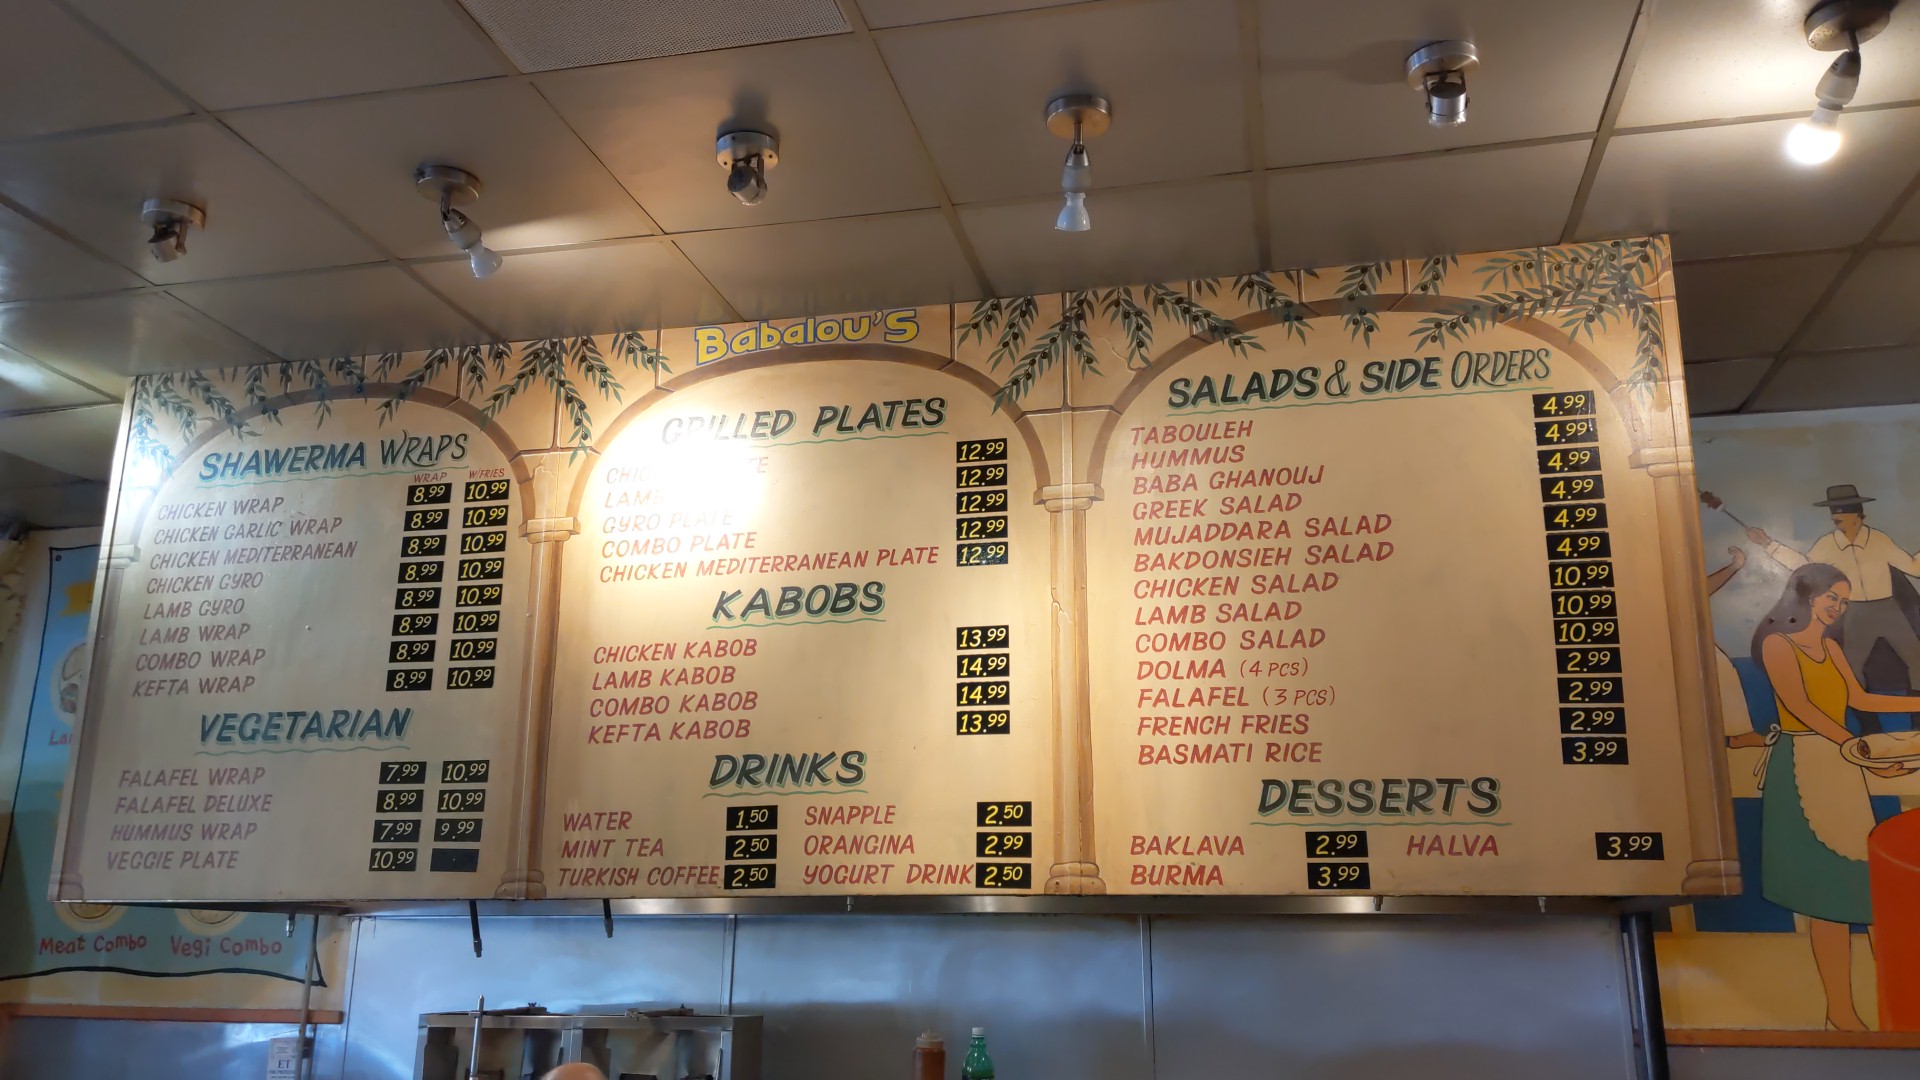 Babalou's
SHAWERMA WRAPS
WRAP W/FRIES
CHICKEN WRAP 8.99 10.99
CHICKEN GARLIC WRAP 8.99 10.99
CHICKEN MEDITERRANEAN 8.99 10.99
CHICKEN GYRO 8.99 10.99
LAMB GYRO 8.99 10.99
LAMB WRAP 8.99 10.99
COMBO WRAP 8.99 10.99
KEFTA WRAP 8.99 10.99
VEGETARIAN
FALAFEL WRAP 7.99 10.99
FALAFEL DELUXE 8.99 10.99
HUMMUS WRAP 7.99 9.99
VEGGIE PLATE 10.99
GRILLED PLATES
12.99
LAMB 12.99
GYRO PLATE 12.99
COMBO PLATE 12.99
CHICKEN MEDITERRANEAN PLATE 12.99
KABOBS
CHICKEN KABOB 13.99
LAMB KABOB 14.99
COMBO KABOB 14.99
KEFTA KABOB 13.99
DRINKS
WATER 1.50 SNAPPLE 2.50
MINT TEA 2.50 ORANGINA 2.99
TURKISH COFFEE 2.50 YOGURT DRINK 2.50
SALADS & SIDE ORDERS
TABOULEH 4.99
HUMMUS 4.99
BABA GHANOUJ 4.99
GREEK SALAD 4.99
MUJADDARA SALAD 4.99
BAKDONSIEH SALAD 4.99
CHICKEN SALAD 10.99
LAMB SALAD 10.99
COMBO SALAD 10.99
DOLMA (4 PCS) 2.99
FALAFEL (3 PCS) 2.99
FRENCH FRIES 2.99
BASMATI RICE 3.99
DESSERTS
BAKLAVA 2.99 HALVA 3.99
BURMA 3.99
Meat Combo Vegi Combo